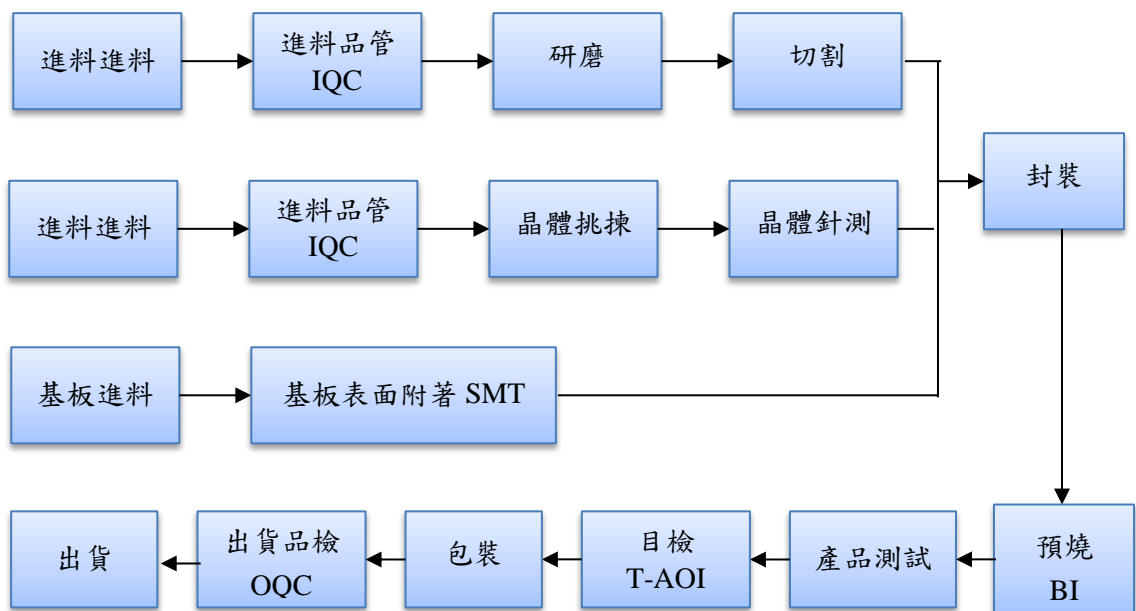 進料進料
進料品管
IQC
研磨
切割
封裝
進料進料
進料品管
IQC
晶體挑揀
晶體針測
基板進料
基板表面附著 SMT
出貨
出貨品檢
OQC
包裝
目檢
T-AOI
產品測試
預燒
BI